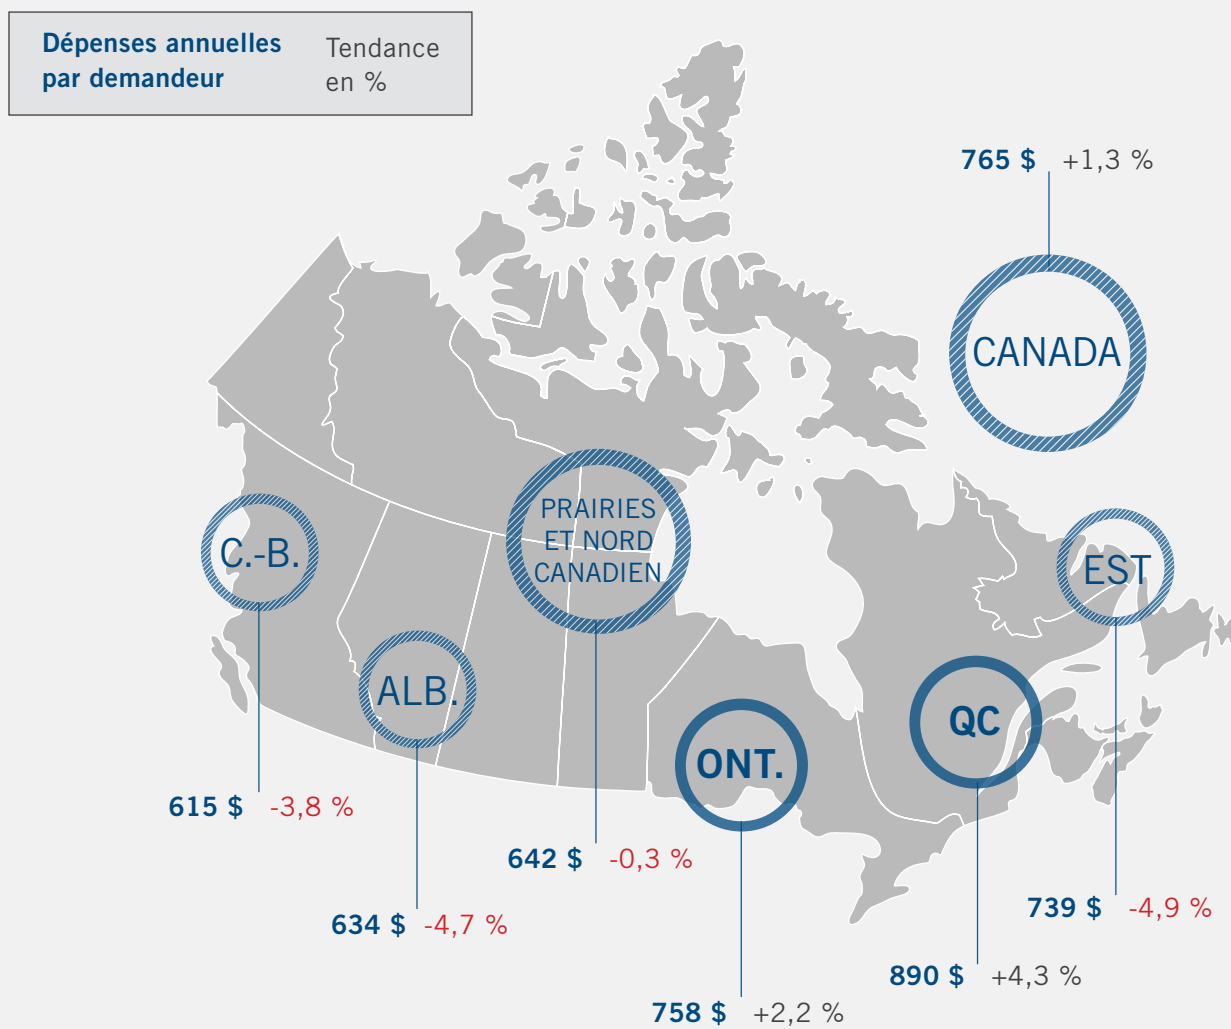 Dépenses annuelles
par demandeur
Tendance
en %
765 $ +1,3 %
CANADA
PRAIRIES
ET NORD
CANADIEN
C.-B.
EST
ALB.
QC
ONT.
615 $ -3,8 %
642 $ -0,3 %
739 $ -4,9 %
634 $ -4,7 %
890 $ +4,3 %
758 $ +2,2 %